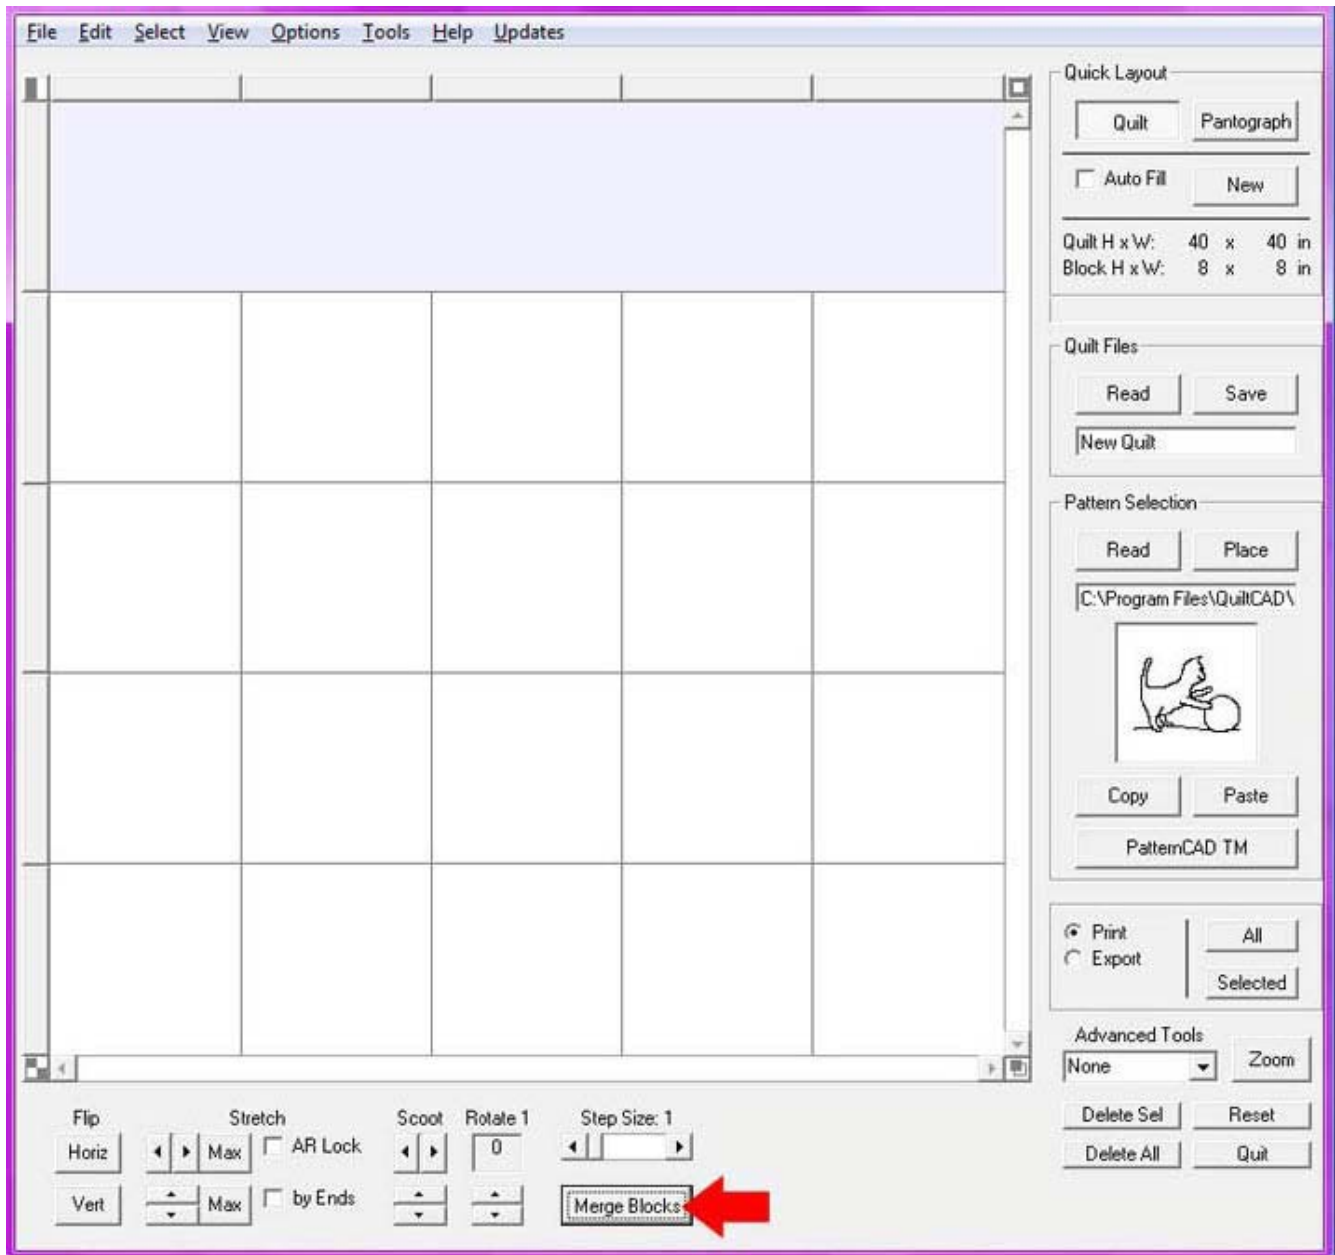 File Edit Select View Options Tools Help Updates
Quick Layout
Quilt Pantograph
Auto Fill New
Quilt H x W: 40 x 40 in
Block H x W: 8 x 8 in
Quilt Files
Read Save
New Quilt
Pattern Selection
Read Place
C:\Program Files\QuiltCAD\
Copy Paste
PatternCAD TM
Print All
Export
Selected
Advanced Tools
None Zoom
Delete Sel Reset
Delete All Quit
Flip Stretch Scoot Rotate 1 Step Size: 1
Horiz Max AR Lock 0
Vert Max by Ends Merge Blocks